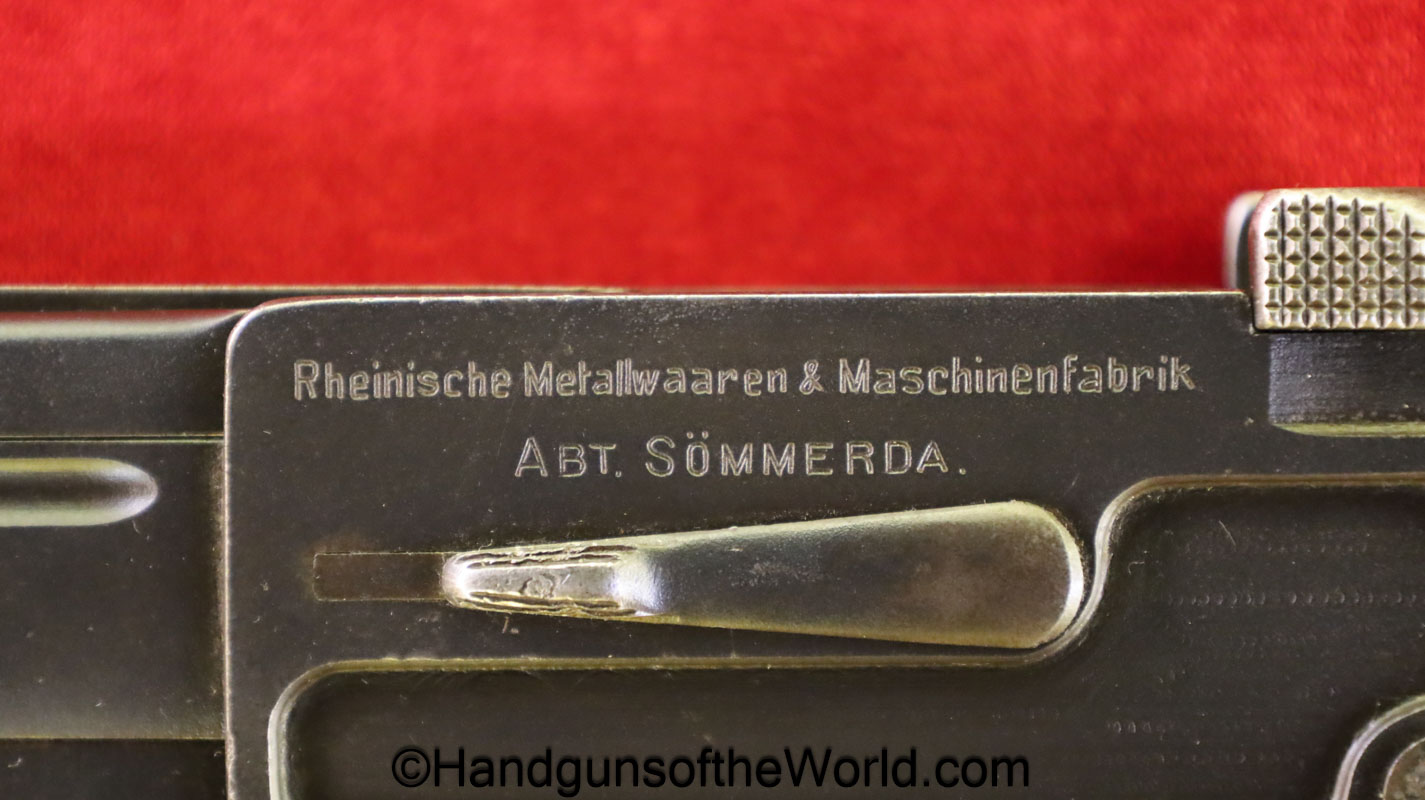 Rheinische Metallwaaren & Maschinenfabrik
ABT. SÖMMERDA.
©HandgunsoftheWorld.com